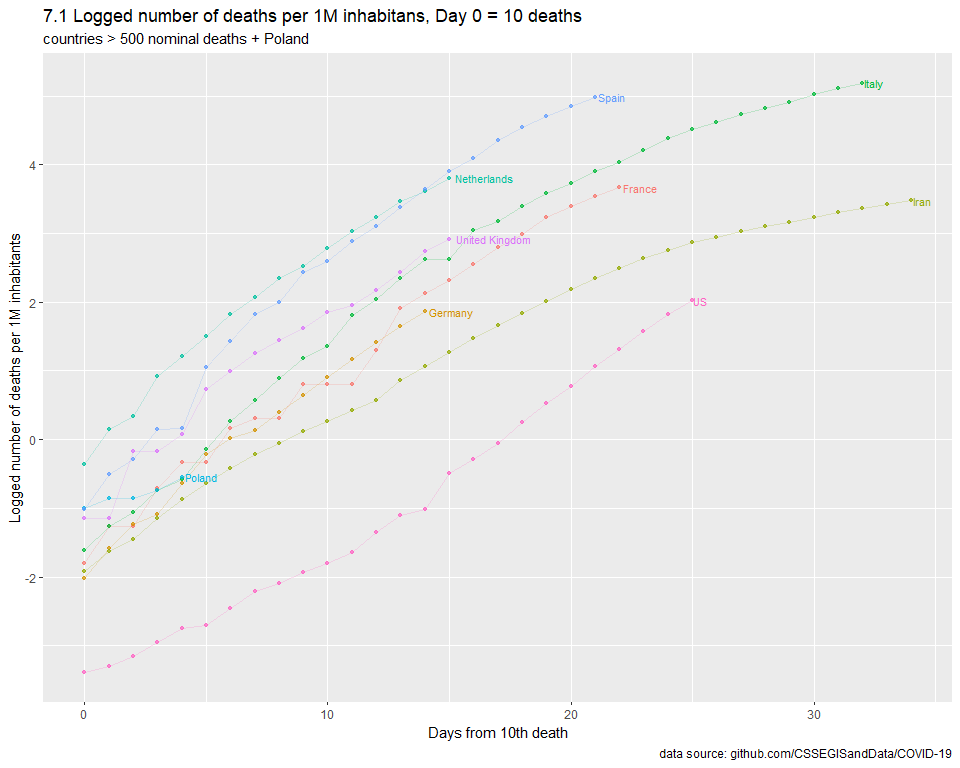 7.1 Logged number of deaths per 1M inhabitans, Day 0 = 10 deaths
countries > 500 nominal deaths + Poland
Logged number of deaths per 1M inhabitants
4
2
0
-2
Italy
Spain
Netherlands
France
Iran
United Kingdom
US
Germany
Poland
0
10
20
30
Days from 10th death
data source: github.com/CSSEGISandData/COVID-19